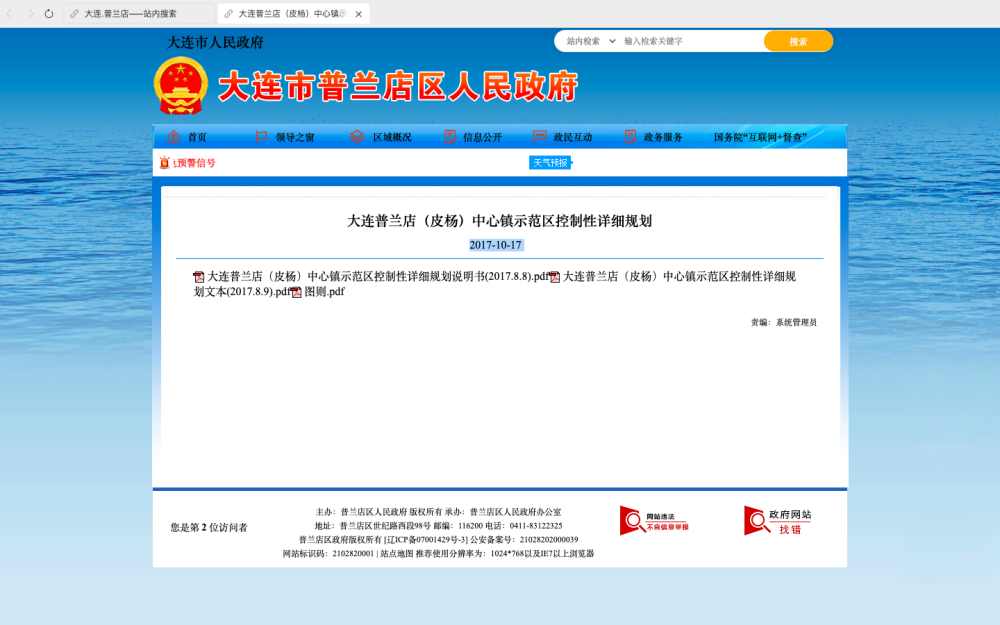 大连.普兰店——站内搜索
大连普兰店（皮杨）中心镇示
大连市人民政府
站内检索 输入检索关键字 搜索
大连市普兰店区人民政府
首页 领导之窗 区域概况 信息公开 政民互动 政务服务 国务院“互联网+督查”
预警信号 天气预报
大连普兰店（皮杨）中心镇示范区控制性详细规划
2017-10-17
大连普兰店（皮杨）中心镇示范区控制性详细规划说明书(2017.8.8).pdf 大连普兰店（皮杨）中心镇示范区控制性详细规
划文本(2017.8.9).pdf 图则.pdf
责编：系统管理员
您是第 2 位访问者
主办：普兰店区人民政府 版权所有 承办：普兰店区人民政府办公室
地址：普兰店区世纪路西段98号 邮编：116200 电话：0411-83122325
普兰店区政府版权所有 [辽ICP备07001429号-3] 公安备案号：21028202000039
网站标识码：2102820001 | 站点地图 推荐使用分辨率为：1024*768以及IE7以上浏览器
网站违法
不良信息举报
政府网站
找错